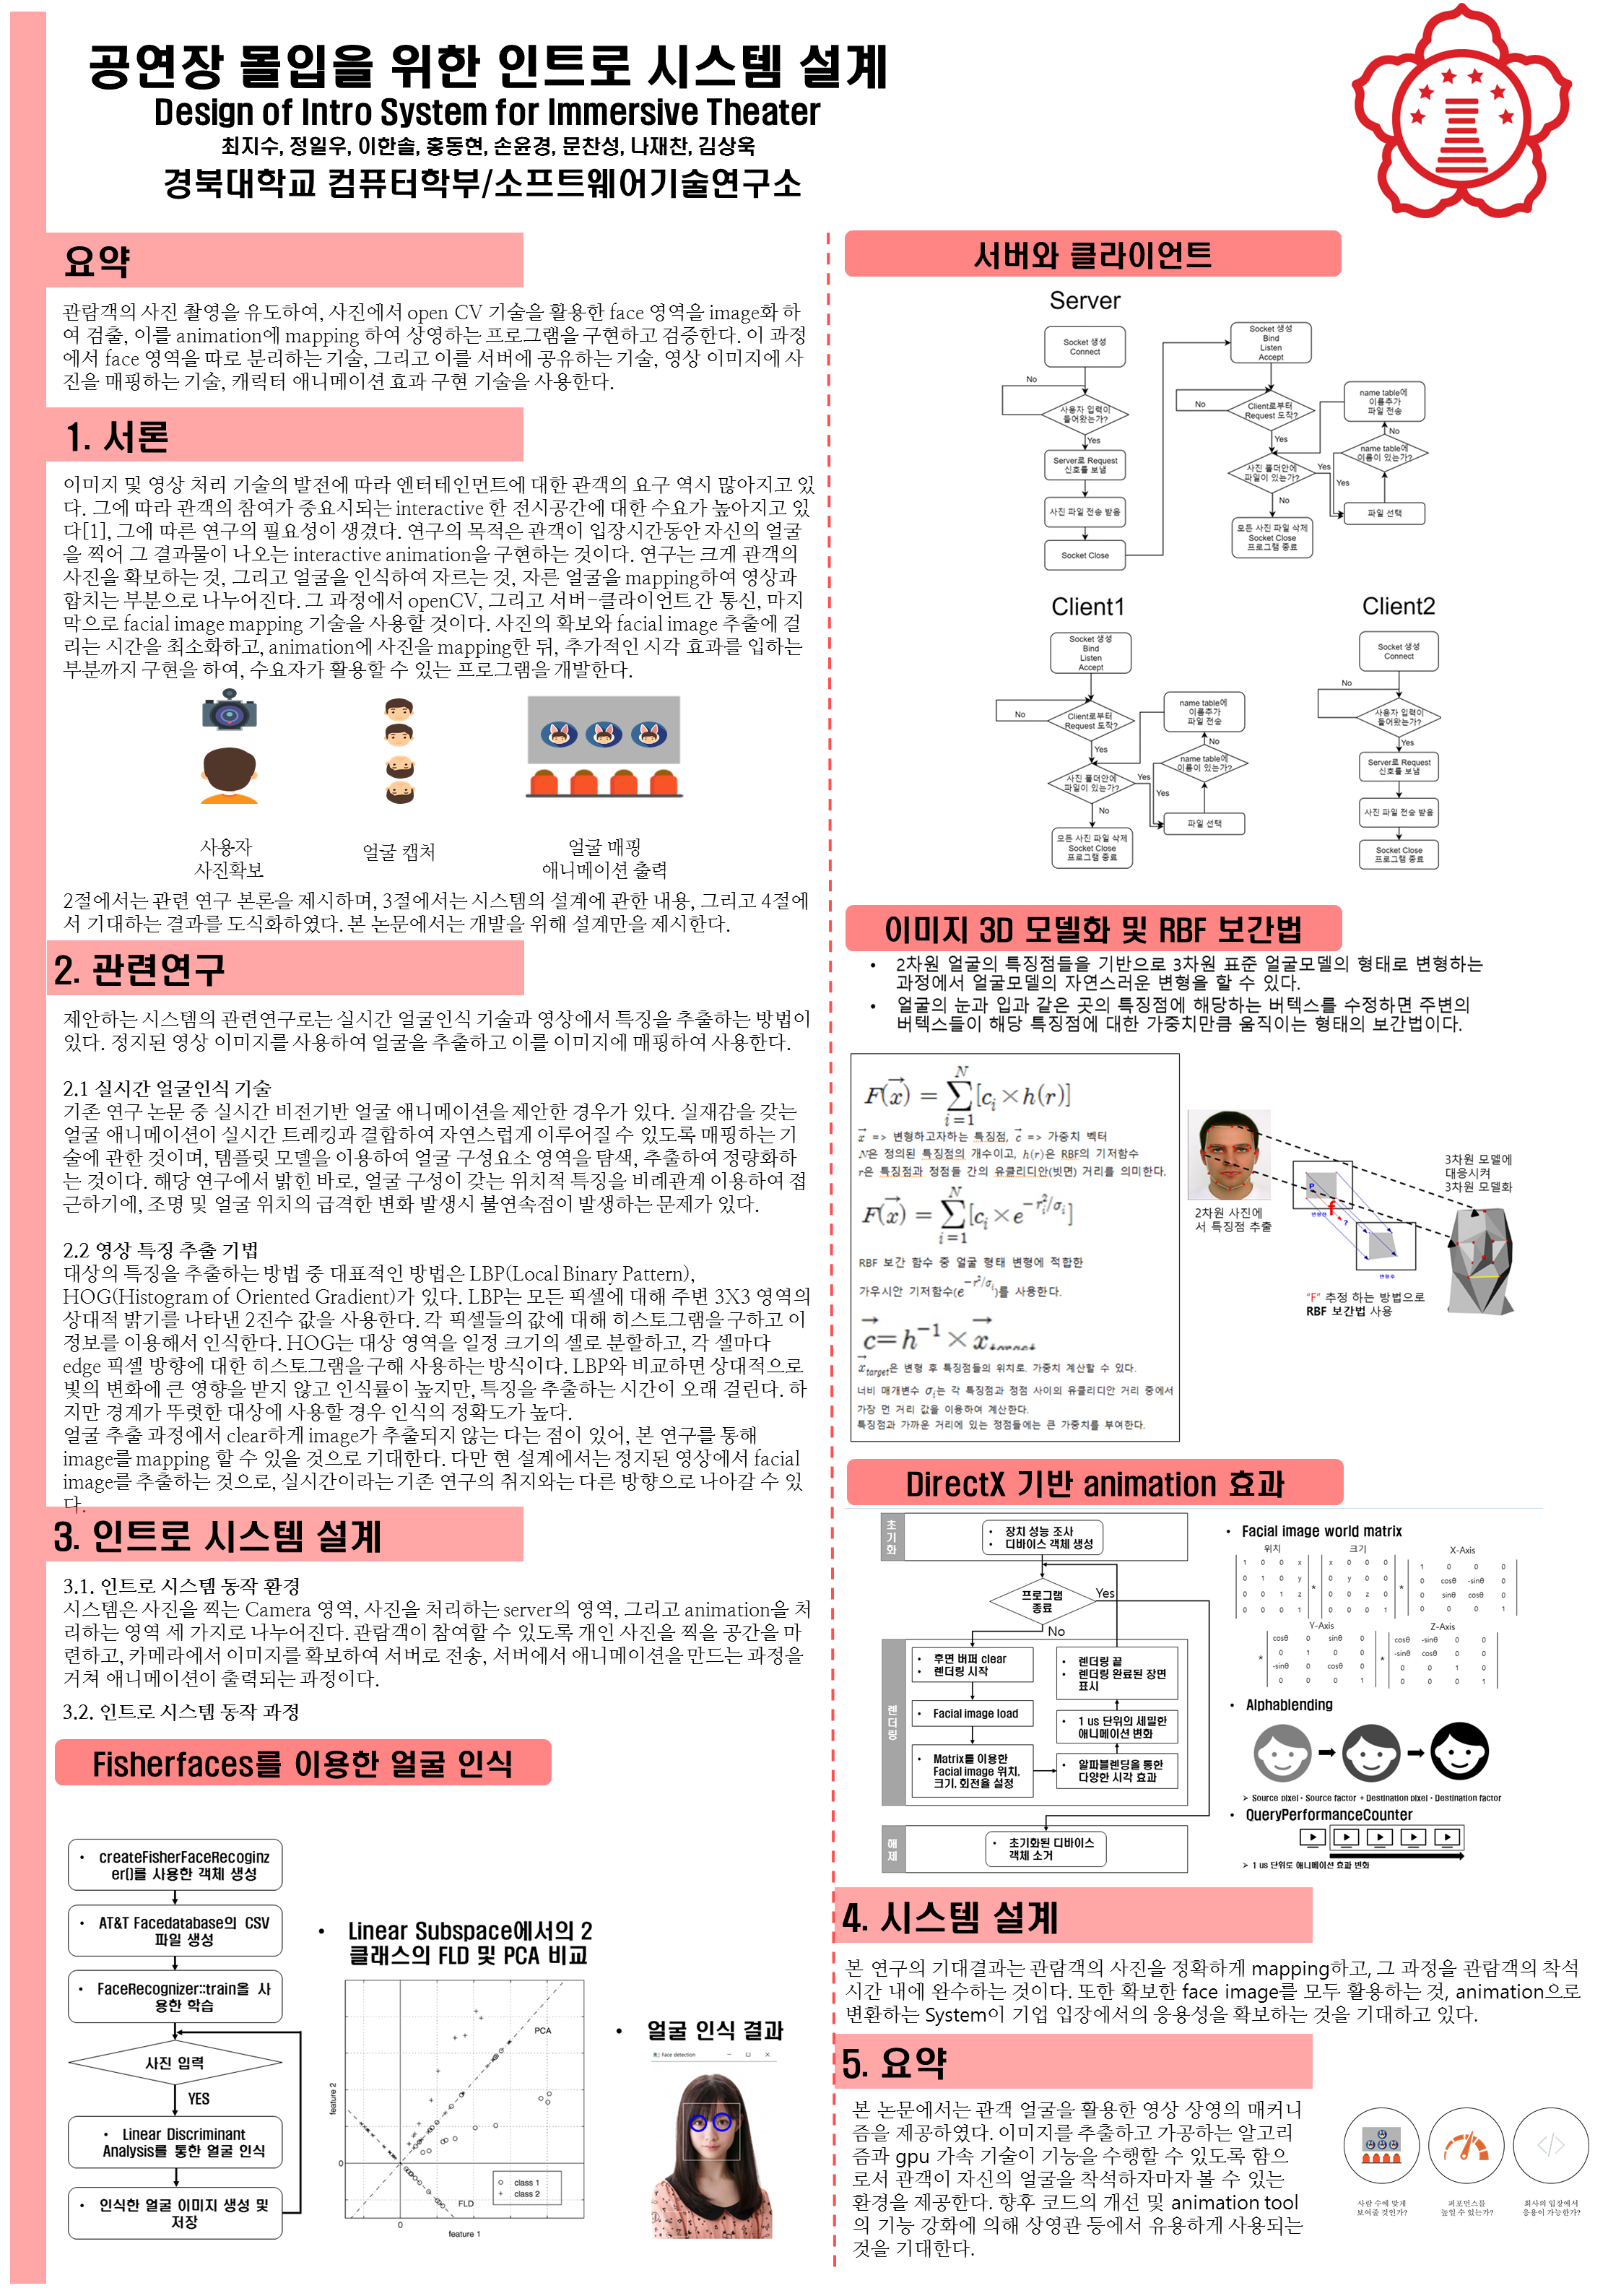 공연장 몰입을 위한 인트로 시스템 설계
Design of Intro System for Immersive Theater
최지수, 정일우, 이한솔, 홍동현, 손윤경, 문찬성, 나재찬, 김상욱
경북대학교 컴퓨터학부/소프트웨어기술연구소
요약
관람객의 사진 촬영을 유도하여, 사진에서 open CV 기술을 활용한 face 영역을 image화 하
여 검출, 이를 animation에 mapping 하여 상영하는 프로그램을 구현하고 검증한다. 이 과정
에서 face 영역을 따로 분리하는 기술, 그리고 이를 서버에 공유하는 기술, 영상 이미지에 사
진을 매핑하는 기술, 캐릭터 애니메이션 효과 구현 기술을 사용한다.
1. 서론
이미지 및 영상 처리 기술의 발전에 따라 엔터테인먼트에 대한 관객의 요구 역시 많아지고 있
다. 그에 따라 관객의 참여가 중요시되는 interactive 한 전시공간에 대한 수요가 높아지고 있
다[1], 그에 따른 연구의 필요성이 생겼다. 연구의 목적은 관객이 입장시간동안 자신의 얼굴
을 찍어 그 결과물이 나오는 interactive animation을 구현하는 것이다. 연구는 크게 관객의
사진을 확보하는 것, 그리고 얼굴을 인식하여 자르는 것, 자른 얼굴을 mapping하여 영상과
합치는 부분으로 나누어진다. 그 과정에서 openCV, 그리고 서버-클라이언트 간 통신, 마지
막으로 facial image mapping 기술을 사용할 것이다. 사진의 확보와 facial image 추출에 걸
리는 시간을 최소화하고, animation에 사진을 mapping한 뒤, 추가적인 시각 효과를 입하는
부분까지 구현을 하여, 수요자가 활용할 수 있는 프로그램을 개발한다.
사용자
사진확보
얼굴 캡처
얼굴 매핑
애니메이션 출력
2절에서는 관련 연구 본론을 제시하며, 3절에서는 시스템의 설계에 관한 내용, 그리고 4절에
서 기대하는 결과를 도식화하였다. 본 논문에서는 개발을 위해 설계만을 제시한다.
2. 관련연구
제안하는 시스템의 관련연구로는 실시간 얼굴인식 기술과 영상에서 특징을 추출하는 방법이
있다. 정지된 영상 이미지를 사용하여 얼굴을 추출하고 이를 이미지에 매핑하여 사용한다.
2.1 실시간 얼굴인식 기술
기존 연구 논문 중 실시간 비전기반 얼굴 애니메이션을 제안한 경우가 있다. 실재감을 갖는
얼굴 애니메이션이 실시간 트레킹과 결합하여 자연스럽게 이루어질 수 있도록 매핑하는 기
술에 관한 것이며, 템플릿 모델을 이용하여 얼굴 구성요소 영역을 탐색, 추출하여 정량화하
는 것이다. 해당 연구에서 밝힌 바로, 얼굴 구성이 갖는 위치적 특징을 비례관계 이용하여 접
근하기에, 조명 및 얼굴 위치의 급격한 변화 발생시 불연속점이 발생하는 문제가 있다.
2.2 영상 특징 추출 기법
대상의 특징을 추출하는 방법 중 대표적인 방법은 LBP(Local Binary Pattern),
HOG(Histogram of Oriented Gradient)가 있다. LBP는 모든 픽셀에 대해 주변 3X3 영역의
상대적 밝기를 나타낸 2진수 값을 사용한다. 각 픽셀들의 값에 대해 히스토그램을 구하고 이
정보를 이용해서 인식한다. HOG는 대상 영역을 일정 크기의 셀로 분할하고, 각 셀마다
edge 픽셀 방향에 대한 히스토그램을 구해 사용하는 방식이다. LBP와 비교하면 상대적으로
빛의 변화에 큰 영향을 받지 않고 인식률이 높지만, 특징을 추출하는 시간이 오래 걸린다. 하
지만 경계가 뚜렷한 대상에 사용할 경우 인식의 정확도가 높다.
얼굴 추출 과정에서 clear하게 image가 추출되지 않는 다는 점이 있어, 본 연구를 통해
image를 mapping 할 수 있을 것으로 기대한다. 다만 현 설계에서는 정지된 영상에서 facial
image를 추출하는 것으로, 실시간이라는 기존 연구의 취지와는 다른 방향으로 나아갈 수 있
다.
3. 인트로 시스템 설계
3.1. 인트로 시스템 동작 환경
시스템은 사진을 찍는 Camera 영역, 사진을 처리하는 server의 영역, 그리고 animation을 처
리하는 영역 세 가지로 나누어진다. 관람객이 참여할 수 있도록 개인 사진을 찍을 공간을 마
련하고, 카메라에서 이미지를 확보하여 서버로 전송, 서버에서 애니메이션을 만드는 과정을
거쳐 애니메이션이 출력되는 과정이다.
3.2. 인트로 시스템 동작 과정
Fisherfaces를 이용한 얼굴 인식
• createFisherFaceRecoginz
er()를 사용한 객체 생성
• AT&T Facedatabase의 CSV
파일 생성
• FaceRecognizer::train을 사
용한 학습
사진 입력
YES
• Linear Discriminant
Analysis를 통한 얼굴 인식
• 인식한 얼굴 이미지 생성 및
저장
• Linear Subspace에서의 2
클래스의 FLD 및 PCA 비교
PCA
feature 2
0
class 1
class 2
FLD
0
feature 1
• 얼굴 인식 결과
Face detection
서버와 클라이언트
Server
Socket 생성
Connect
No
사용자 입력이
들어왔는가?
Yes
Server로 Request
신호를 보냄
사진 파일 전송 받음
Socket Close
Socket 생성
Bind
Listen
Accept
No
Client로부터
Request 도착?
Yes
사진 폴더안에
파일이 있는가?
Yes
No
모든 사진 파일 삭제
Socket Close
프로그램 종료
name table에
이름추가
파일 전송
No
name table에
이름이 있는가?
Yes
파일 선택
Client1
Socket 생성
Bind
Listen
Accept
No
Client로부터
Request 도착?
Yes
사진 폴더안에
파일이 있는가?
Yes
No
모든 사진 파일 삭제
Socket Close
프로그램 종료
name table에
이름추가
파일 전송
No
name table에
이름이 있는가?
Yes
파일 선택
Client2
Socket 생성
Connect
No
사용자 입력이
들어왔는가?
Yes
Server로 Request
신호를 보냄
사진 파일 전송 받음
Socket Close
프로그램 종료
이미지 3D 모델화 및 RBF 보간법
• 2차원 얼굴의 특징점들을 기반으로 3차원 표준 얼굴모델의 형태로 변형하는
과정에서 얼굴모델의 자연스러운 변형을 할 수 있다.
• 얼굴의 눈과 입과 같은 곳의 특징점에 해당하는 버텍스를 수정하면 주변의
버텍스들이 해당 특징점에 대한 가중치만큼 움직이는 형태의 보간법이다.
F(x⃗) = ∑ᵢ₌₁ᴺ [cᵢ × h(r)]
x⃗ => 변형하고자하는 특징점, c⃗ => 가중치 벡터
N은 정의된 특징점의 개수이고, h(r)은 RBF의 기저함수
r은 특징점과 정점들 간의 유클리디안(빗면) 거리를 의미한다.
F(x⃗) = ∑ᵢ₌₁ᴺ [cᵢ × e^(-rᵢ²/σᵢ)]
RBF 보간 함수 중 얼굴 형태 변형에 적합한
가우시안 기저함수(e^(-r²/σᵢ))를 사용한다.
c⃗ = h⁻¹ × x⃗target
x⃗target은 변형 후 특징점들의 위치로, 가중치 계산할 수 있다.
너비 매개변수 σᵢ는 각 특징점과 정점 사이의 유클리디안 거리 중에서
가장 먼 거리 값을 이용하여 계산한다.
특징점과 가까운 거리에 있는 정점들에는 큰 가중치를 부여한다.
2차원 사진에
서 특징점 추출
P
f
?
변형전
변형후
3차원 모델에
대응시켜
3차원 모델화
"F" 추정 하는 방법으로
RBF 보간법 사용
DirectX 기반 animation 효과
초기화
• 장치 성능 조사
• 디바이스 객체 생성
프로그램
종료
Yes
No
렌더링
• 후면 버퍼 clear
• 렌더링 시작
• Facial image load
• Matrix를 이용한
Facial image 위치,
크기, 회전율 설정
• 렌더링 끝
• 렌더링 완료된 장면
표시
• 1 us 단위의 세밀한
애니메이션 변화
• 알파블렌딩을 통한
다양한 시각 효과
해제
• 초기화된 디바이스
객체 소거
• Facial image world matrix
위치 크기 X-Axis
1 0 0 x x 0 0 0 1 0 0 0
0 1 0 y 0 y 0 0 0 cosθ -sinθ 0
* *
0 0 1 z 0 0 z 0 0 sinθ cosθ 0
0 0 0 1 0 0 0 1 0 0 0 1
Y-Axis Z-Axis
cosθ 0 sinθ 0 cosθ -sinθ 0 0
0 1 0 0 -sinθ cosθ 0 0
* *
-sinθ 0 cosθ 0 0 0 1 0
0 0 0 1 0 0 0 1
• Alphablending
➢ Source pixel · Source factor + Destination pixel · Destination factor
• QueryPerformanceCounter
➢ 1 us 단위로 애니메이션 효과 변화
4. 시스템 설계
본 연구의 기대결과는 관람객의 사진을 정확하게 mapping하고, 그 과정을 관람객의 착석
시간 내에 완수하는 것이다. 또한 확보한 face image를 모두 활용하는 것, animation으로
변환하는 System이 기업 입장에서의 응용성을 확보하는 것을 기대하고 있다.
5. 요약
본 논문에서는 관객 얼굴을 활용한 영상 상영의 매커니
즘을 제공하였다. 이미지를 추출하고 가공하는 알고리
즘과 gpu 가속 기술이 기능을 수행할 수 있도록 함으
로서 관객이 자신의 얼굴을 착석하자마자 볼 수 있는
환경을 제공한다. 향후 코드의 개선 및 animation tool
의 기능 강화에 의해 상영관 등에서 유용하게 사용되는
것을 기대한다.
사람 수에 맞게
보여줄 것인가?
퍼포먼스를
높일 수 있는가?
회사의 입장에서
응용이 가능한가?